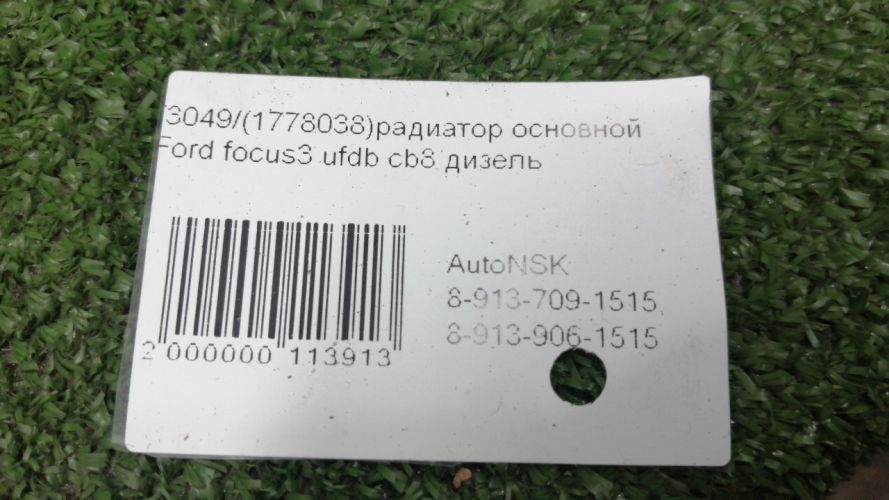 3049/(1778038)радиатор основной
Ford focus3 ufdb cb8 дизель
AutoNSK
8-913-709-1515
8-913-906-1515
2 000000 113913